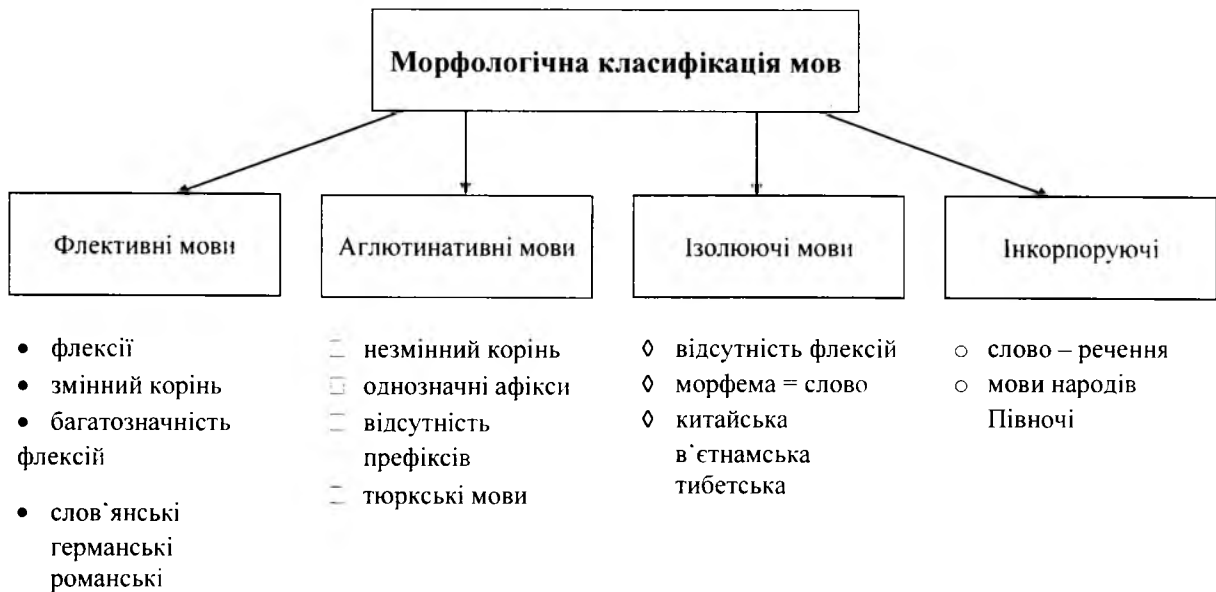 Морфологічна класифікація мов
Флективні мови
Аглютинативні мови
Ізолюючі мови
Інкорпоруючі
• флексії
• змінний корінь
• багатозначність
флексій
• слов`янські
германські
романські
незмінний корінь
однозначні афікси
відсутність
префіксів
тюркські мови
◊ відсутність флексій
◊ морфема = слово
◊ китайська
в`єтнамська
тибетська
○ слово – речення
○ мови народів
Півночі